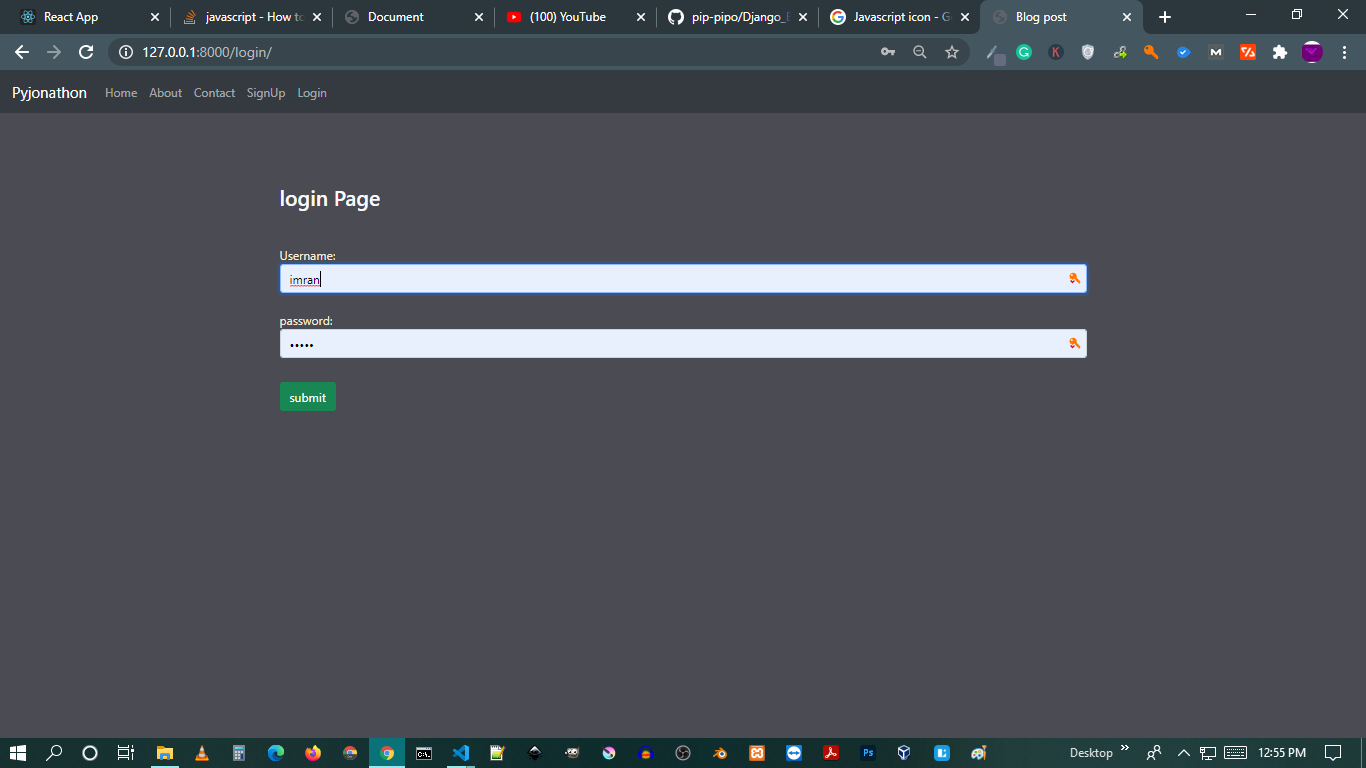 React App
javascript - How to
Document
(100) YouTube
pip-pipo/Django_
Javascript icon - G
Blog post
127.0.0.1:8000/login/
Pyjonathon Home About Contact SignUp Login
login Page
Username:
imran
password:
•••••
submit
Desktop
12:55 PM